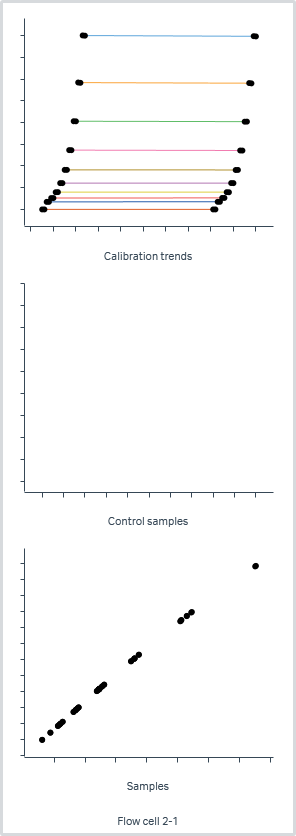 Calibration trends
Control samples
Samples
Flow cell 2-1